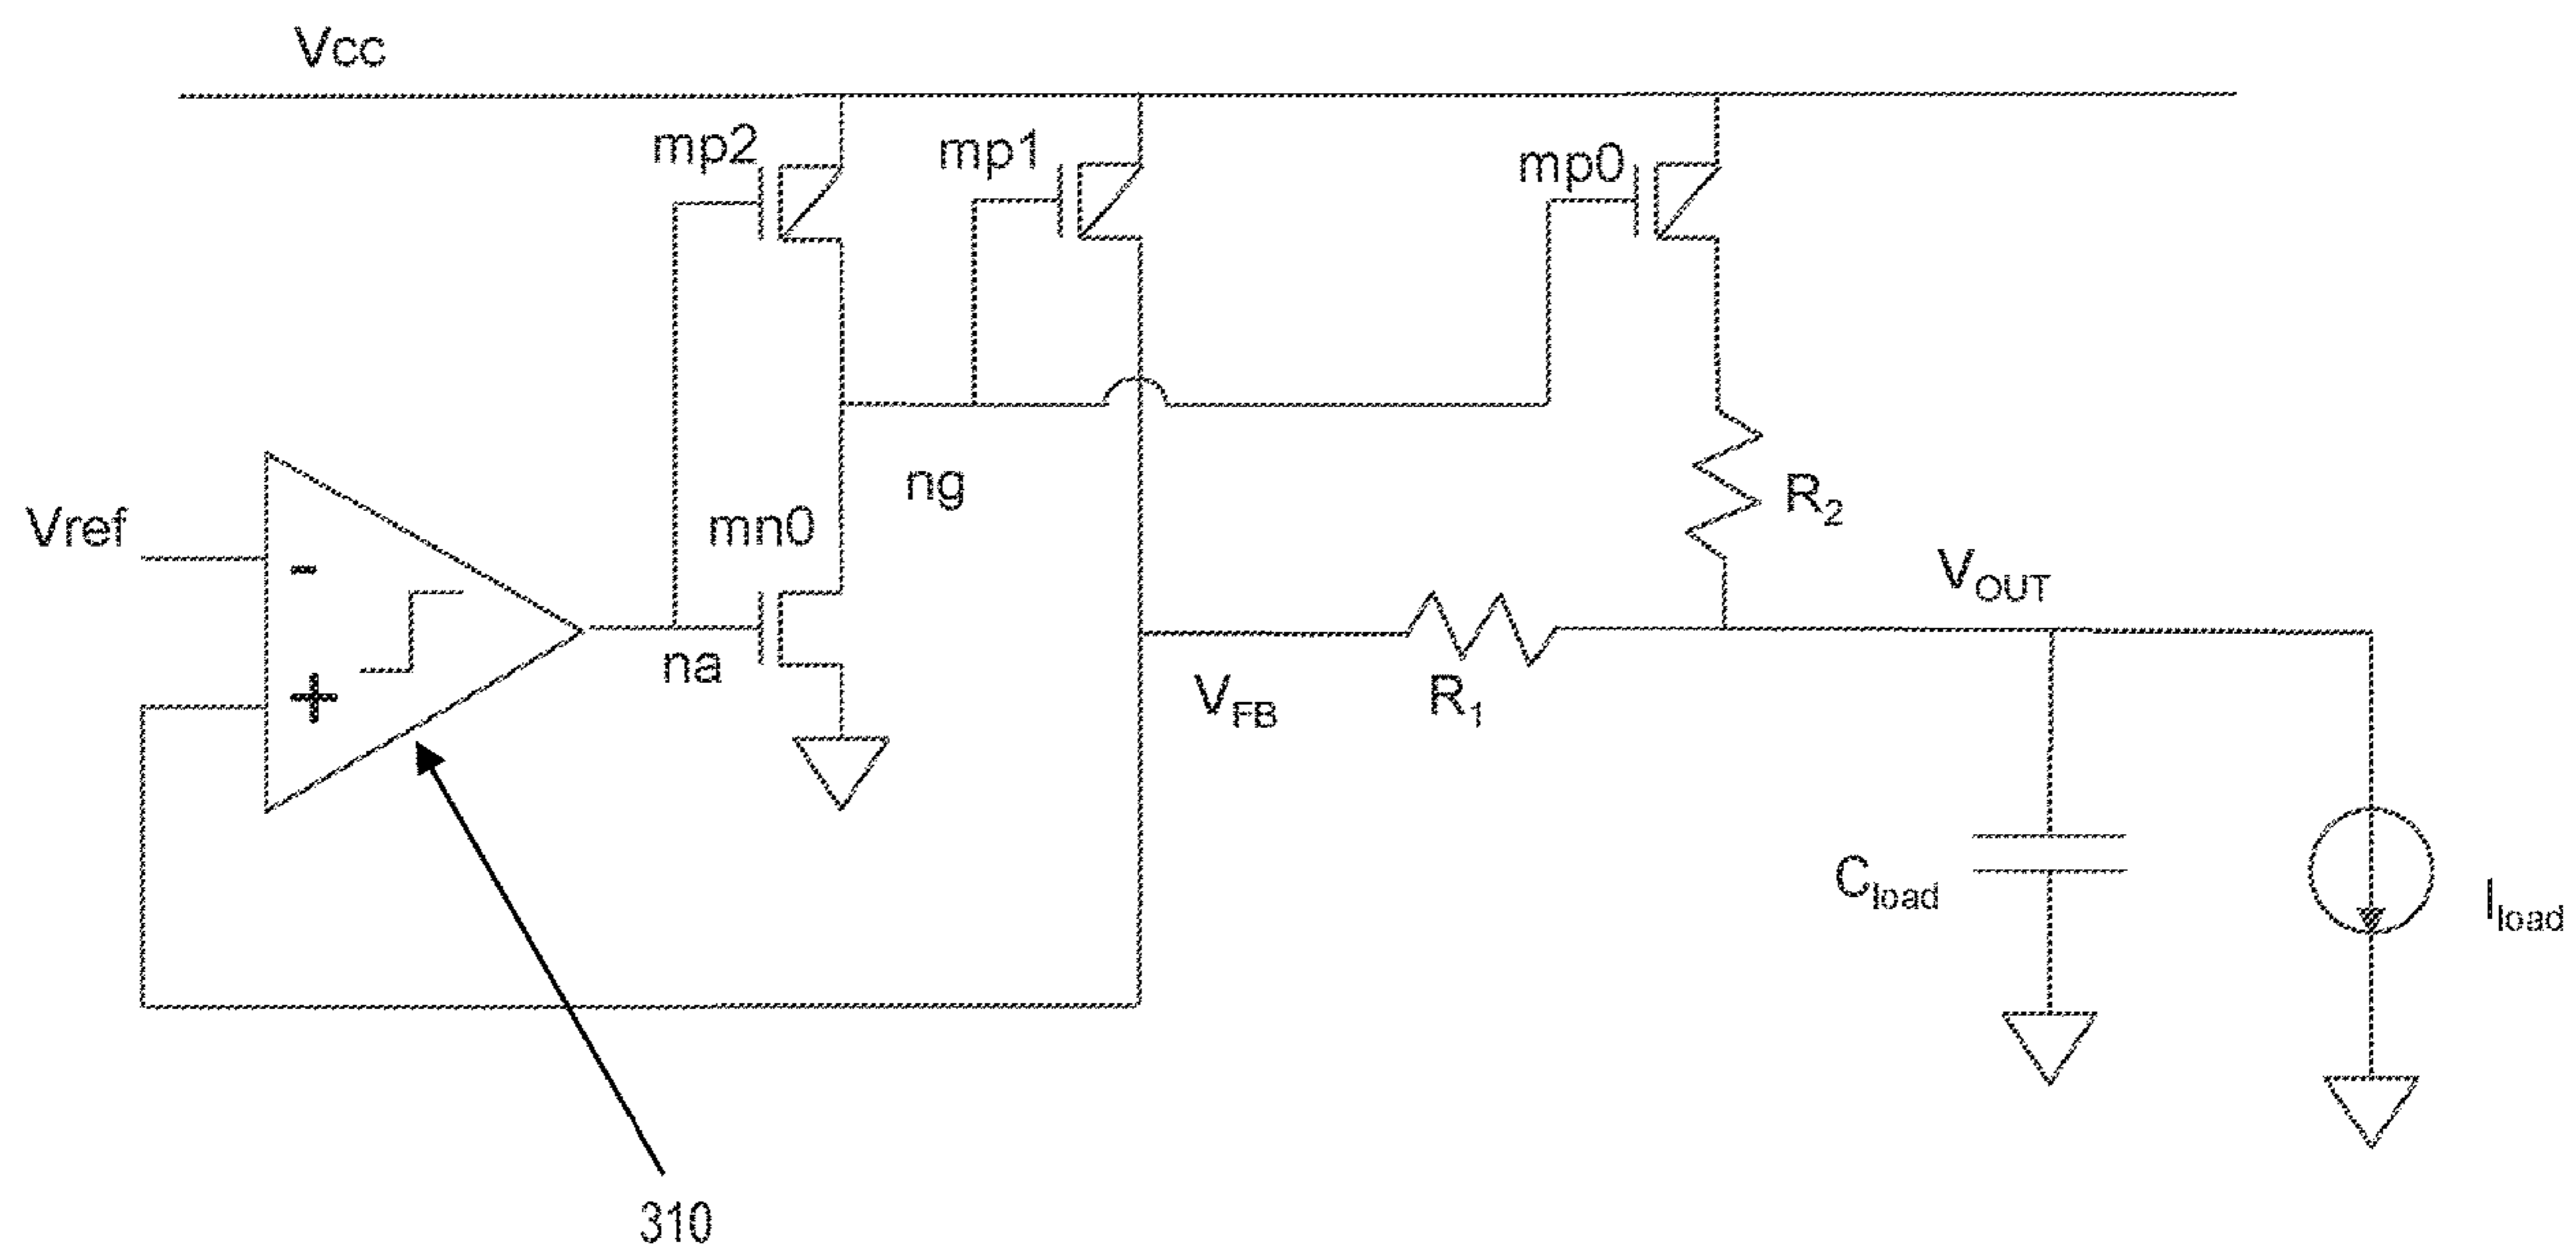 Vcc
mp2
mp1
mp0
ng
R2
Vref
-
mn0
VOUT
+
na
VFB
R1
Cload
Iload
310